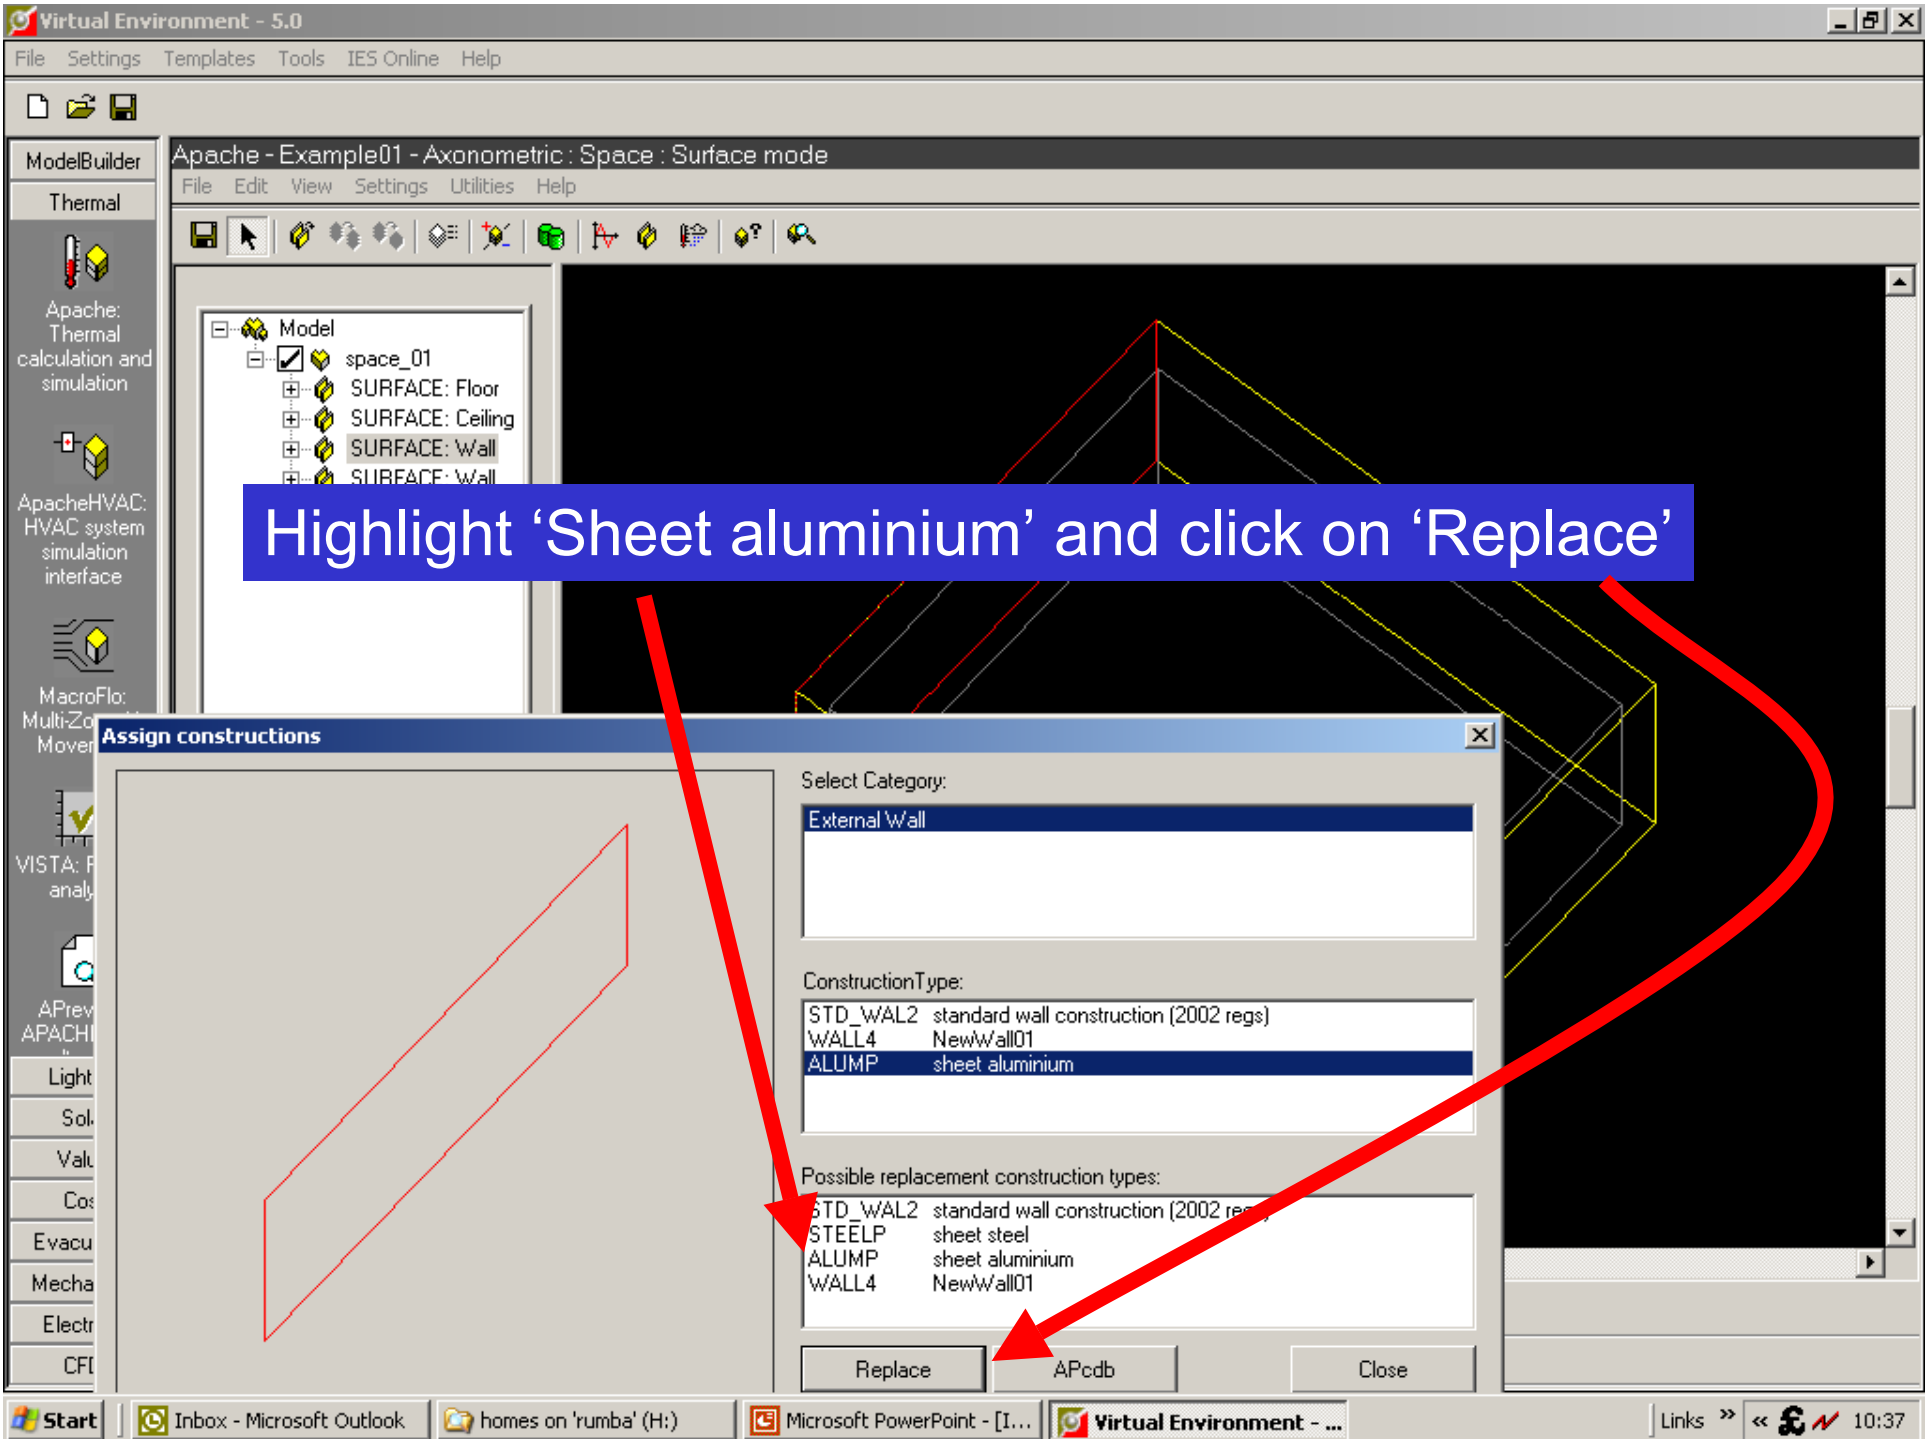 Virtual Environment - 5.0
File Settings Templates Tools IES Online Help
ModelBuilder
Thermal
Apache:
Thermal
calculation and
simulation
ApacheHVAC:
HVAC system
simulation
interface
MacroFlo:
Apache - Example01 - Axonometric : Space : Surface mode
File Edit View Settings Utilities Help
Model
space_01
SURFACE: Floor
SURFACE: Ceiling
SURFACE: Wall
SURFACE: Wall
Highlight ‘Sheet aluminium’ and click on ‘Replace’
Assign constructions
Select Category:
External Wall
ConstructionType:
STD_WAL2 standard wall construction (2002 regs)
WALL4 NewWall01
ALUMP sheet aluminium
Possible replacement construction types:
STD_WAL2 standard wall construction (2002 regs)
STEELP sheet steel
ALUMP sheet aluminium
WALL4 NewWall01
Replace APcdb Close
VISTA:
Light
Evacu
Mecha
Electr
Start Inbox - Microsoft Outlook homes on 'rumba' (H:) Microsoft PowerPoint - [I... Virtual Environment - ... Links » « 10:37